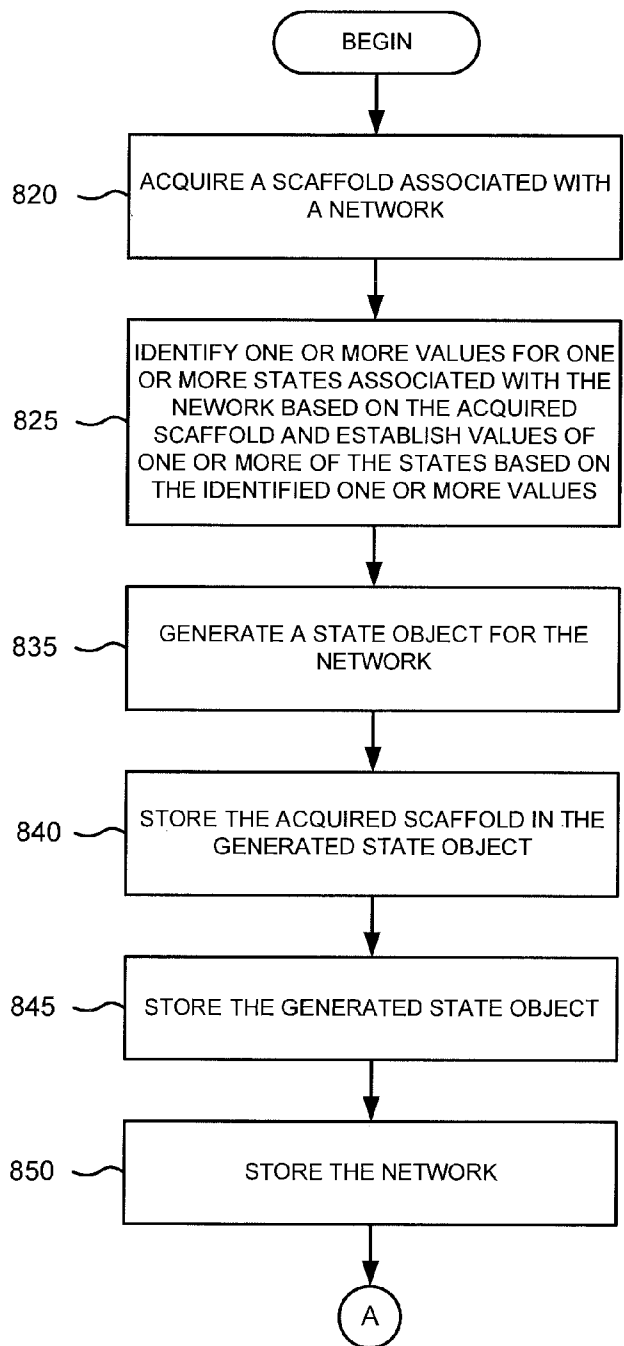 BEGIN
820
ACQUIRE A SCAFFOLD ASSOCIATED WITH
A NETWORK
825
IDENTIFY ONE OR MORE VALUES FOR ONE
OR MORE STATES ASSOCIATED WITH THE
NEWORK BASED ON THE ACQUIRED
SCAFFOLD AND ESTABLISH VALUES OF
ONE OR MORE OF THE STATES BASED ON
THE IDENTIFIED ONE OR MORE VALUES
835
GENERATE A STATE OBJECT FOR THE
NETWORK
840
STORE THE ACQUIRED SCAFFOLD IN THE
GENERATED STATE OBJECT
845
STORE THE GENERATED STATE OBJECT
850
STORE THE NETWORK
A